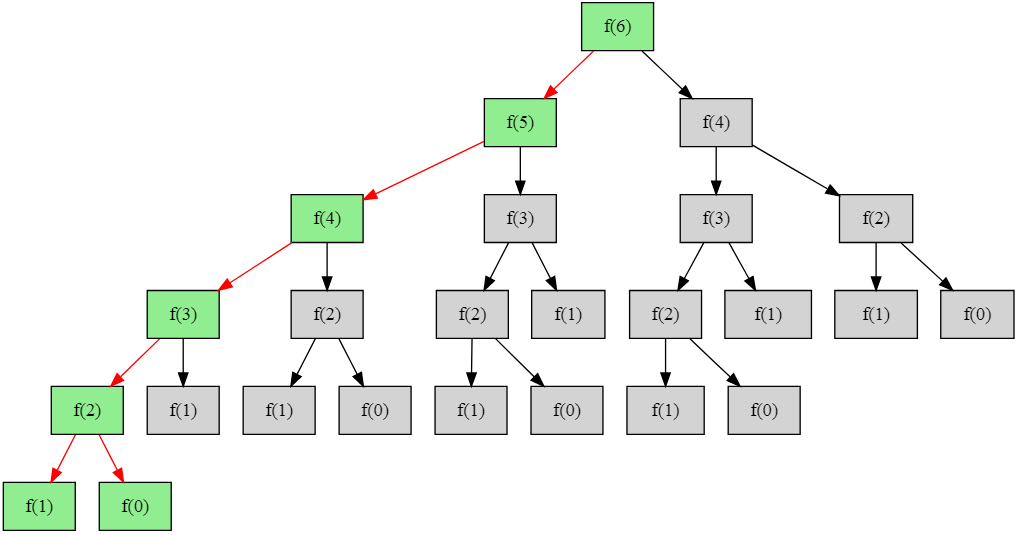 f(6)
f(5) f(4)
f(4) f(3) f(3) f(2)
f(3) f(2) f(2) f(1) f(2) f(1) f(1) f(0)
f(2) f(1) f(1) f(0) f(1) f(0) f(1) f(0)
f(1) f(0)